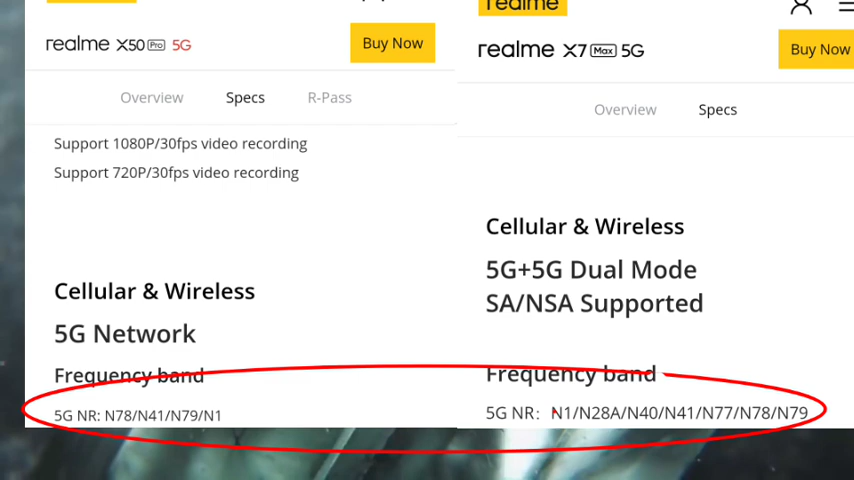 realme X50 Pro 5G
Buy Now
Overview Specs R-Pass
Support 1080P/30fps video recording
Support 720P/30fps video recording
Cellular & Wireless
5G Network
Frequency band
5G NR: N78/N41/N79/N1
realme
realme X7 Max 5G
Buy Now
Overview Specs
Cellular & Wireless
5G+5G Dual Mode
SA/NSA Supported
Frequency band
5G NR: N1/N28A/N40/N41/N77/N78/N79